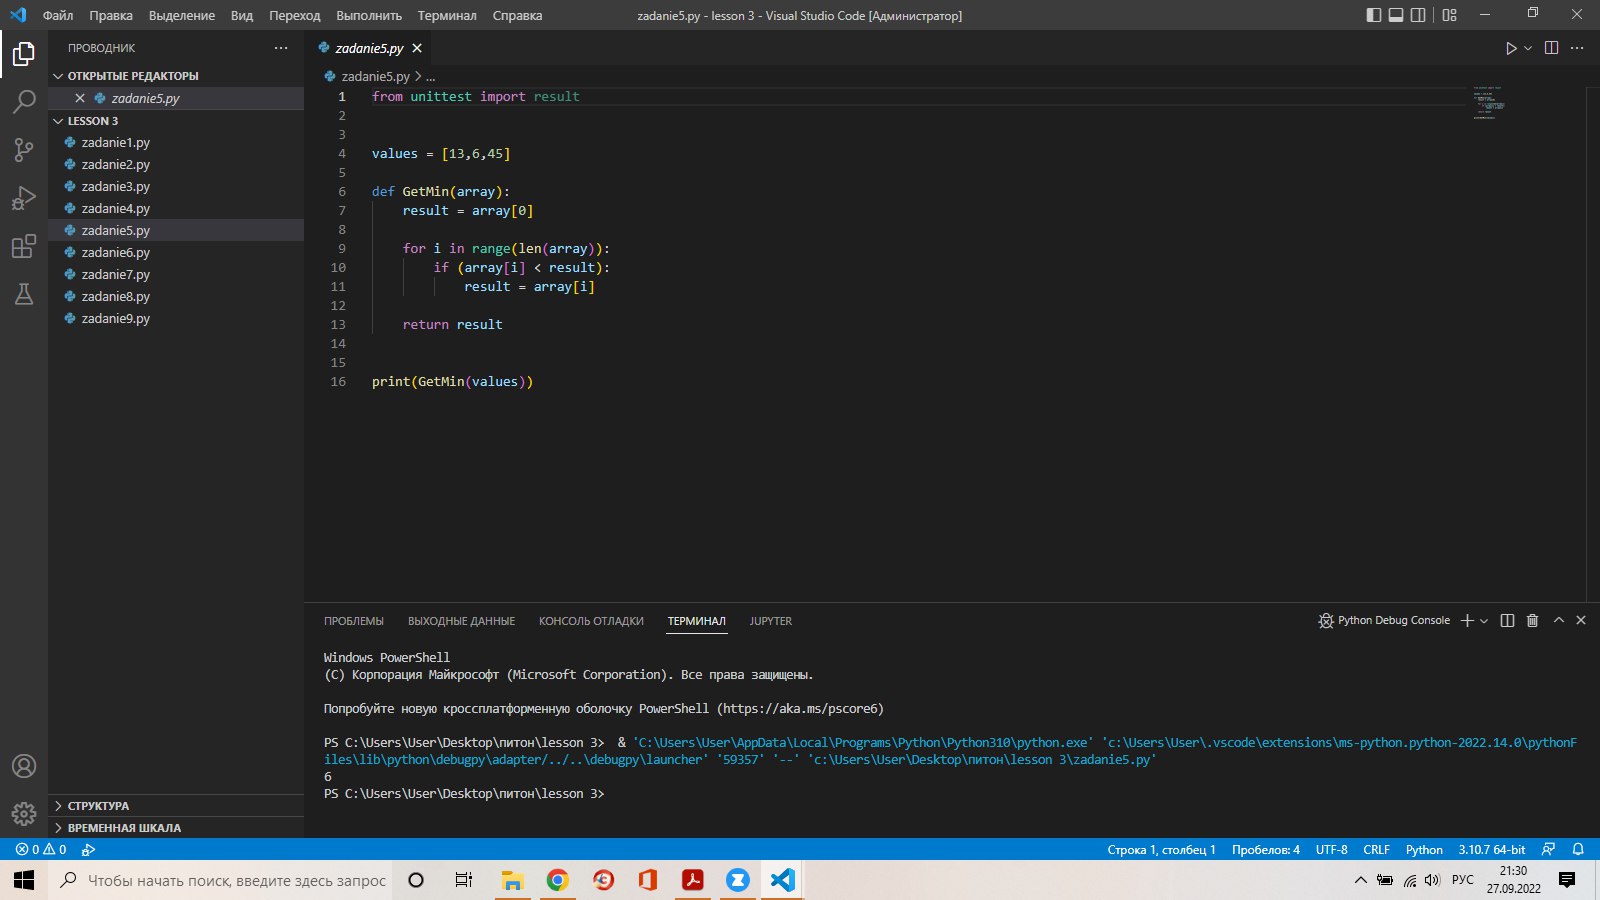 Файл Правка Выделение Вид Переход Выполнить Терминал Справка
zadanie5.py - lesson 3 - Visual Studio Code [Администратор]
ПРОВОДНИК
ОТКРЫТЫЕ РЕДАКТОРЫ
zadanie5.py
LESSON 3
zadanie1.py
zadanie2.py
zadanie3.py
zadanie4.py
zadanie5.py
zadanie6.py
zadanie7.py
zadanie8.py
zadanie9.py
СТРУКТУРА
ВРЕМЕННАЯ ШКАЛА
zadanie5.py
zadanie5.py > ...
1 from unittest import result
2
3
4 values = [13,6,45]
5
6 def GetMin(array):
7 result = array[0]
8
9 for i in range(len(array)):
10 if (array[i] < result):
11 result = array[i]
12
13 return result
14
15
16 print(GetMin(values))
ПРОБЛЕМЫ ВЫХОДНЫЕ ДАННЫЕ КОНСОЛЬ ОТЛАДКИ ТЕРМИНАЛ JUPYTER
Python Debug Console
Windows PowerShell
(C) Корпорация Майкрософт (Microsoft Corporation). Все права защищены.
Попробуйте новую кроссплатформенную оболочку PowerShell (https://aka.ms/pscore6)
PS C:\Users\User\Desktop\питон\lesson 3>  & 'C:\Users\User\AppData\Local\Programs\Python\Python310\python.exe' 'c:\Users\User\.vscode\extensions\ms-python.python-2022.14.0\pythonF
iles\lib\python\debugpy\adapter/../..\debugpy\launcher' '59357' '--' 'c:\Users\User\Desktop\питон\lesson 3\zadanie5.py'
6
PS C:\Users\User\Desktop\питон\lesson 3>
0 0
Строка 1, столбец 1 Пробелов: 4 UTF-8 CRLF Python 3.10.7 64-bit
Чтобы начать поиск, введите здесь запрос
РУС
21:30
27.09.2022